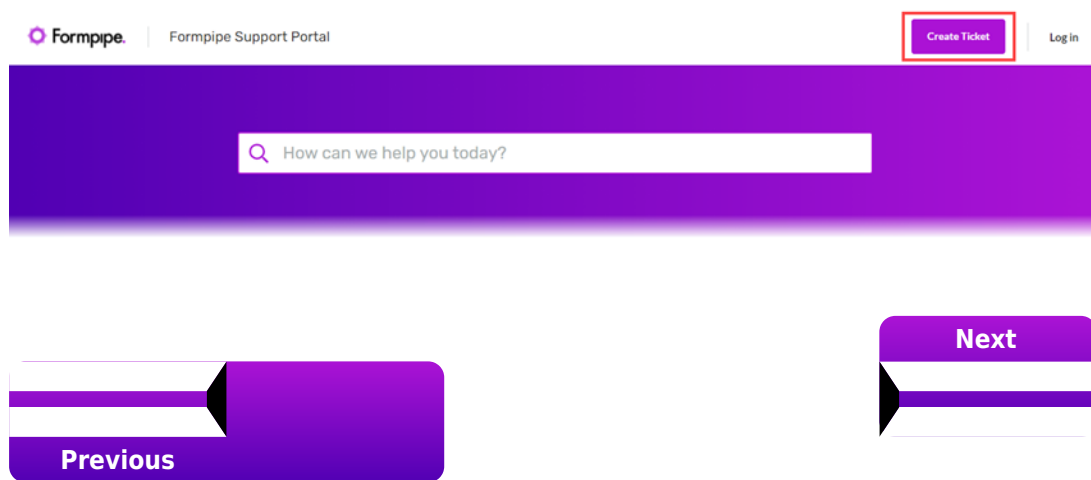 Formpipe.
Formpipe Support Portal
Create Ticket
Log in
How can we help you today?
Next
Previous